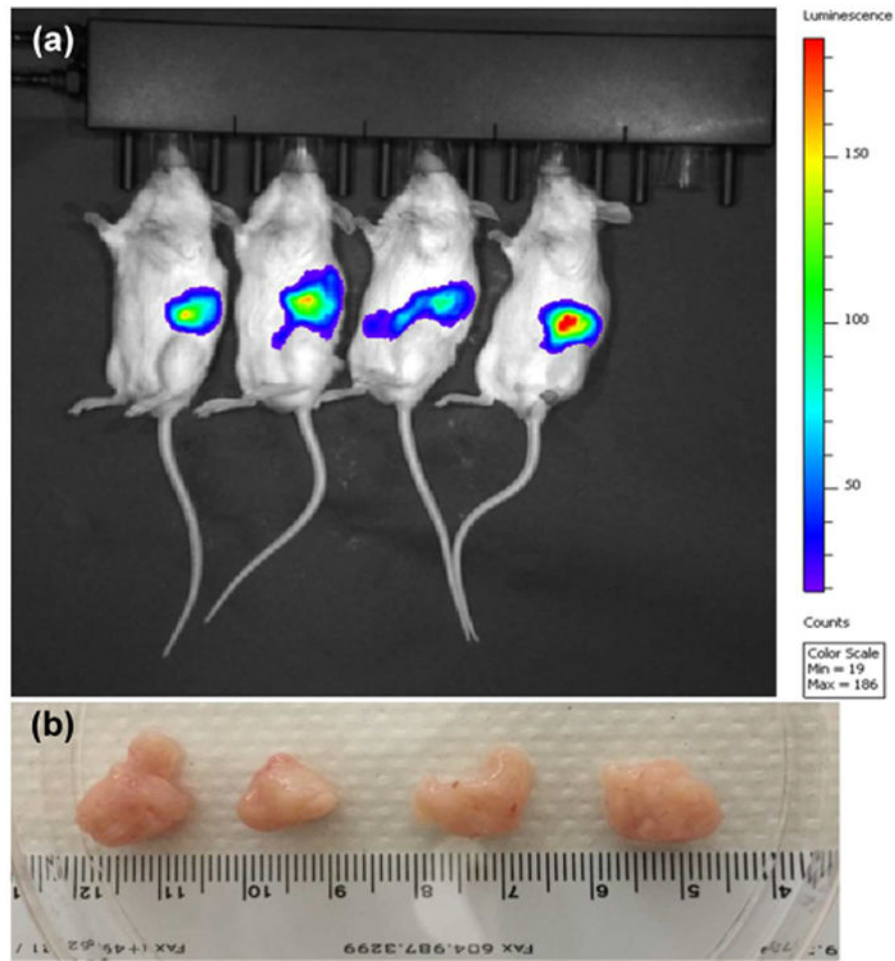 (a)
Luminescence
150
100
50
Counts
Color Scale
Min = 19
Max = 186
(b)
12 11 10 9 8 7 6 5 4
FAX 604.987.3299